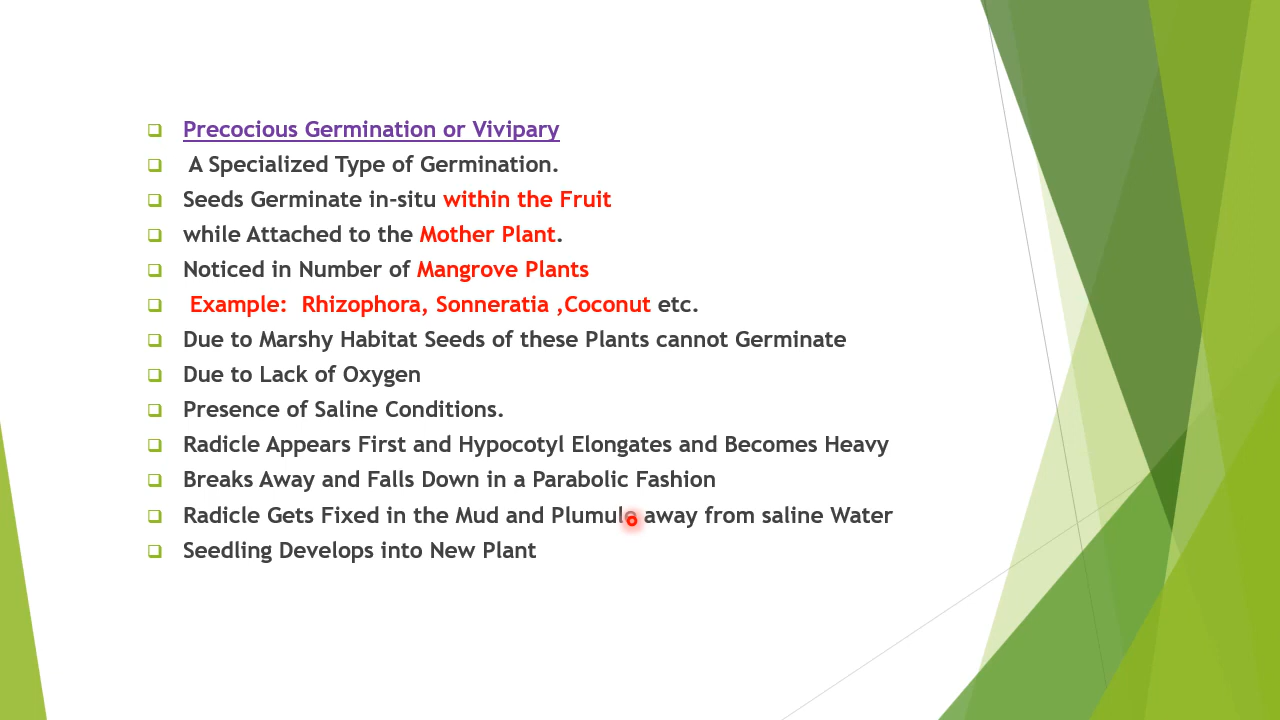 Precocious Germination or Vivipary
A Specialized Type of Germination.
Seeds Germinate in-situ within the Fruit
while Attached to the Mother Plant.
Noticed in Number of Mangrove Plants
Example: Rhizophora, Sonneratia ,Coconut etc.
Due to Marshy Habitat Seeds of these Plants cannot Germinate
Due to Lack of Oxygen
Presence of Saline Conditions.
Radicle Appears First and Hypocotyl Elongates and Becomes Heavy
Breaks Away and Falls Down in a Parabolic Fashion
Radicle Gets Fixed in the Mud and Plumule away from saline Water
Seedling Develops into New Plant